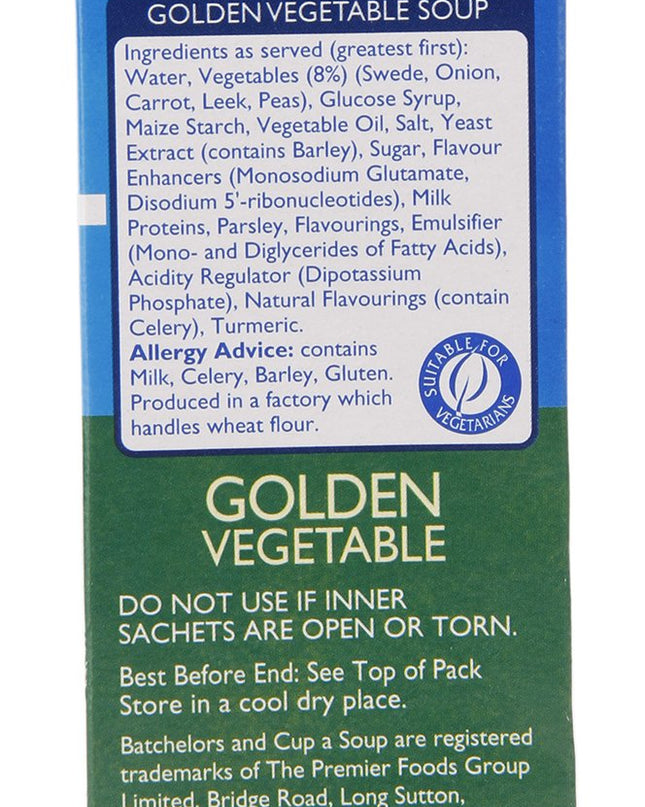 GOLDEN VEGETABLE SOUP
Ingredients as served (greatest first):
Water, Vegetables (8%) (Swede, Onion,
Carrot, Leek, Peas), Glucose Syrup,
Maize Starch, Vegetable Oil, Salt, Yeast
Extract (contains Barley), Sugar, Flavour
Enhancers (Monosodium Glutamate,
Disodium 5'-ribonucleotides), Milk
Proteins, Parsley, Flavourings, Emulsifier
(Mono- and Diglycerides of Fatty Acids),
Acidity Regulator (Dipotassium
Phosphate), Natural Flavourings (contain
Celery), Turmeric.
Allergy Advice: contains
Milk, Celery, Barley, Gluten.
Produced in a factory which
handles wheat flour.
SUITABLE FOR
VEGETARIANS
GOLDEN
VEGETABLE
DO NOT USE IF INNER
SACHETS ARE OPEN OR TORN.
Best Before End: See Top of Pack
Store in a cool dry place.
Batchelors and Cup a Soup are registered
trademarks of The Premier Foods Group
Limited, Bridge Road, Long Sutton,